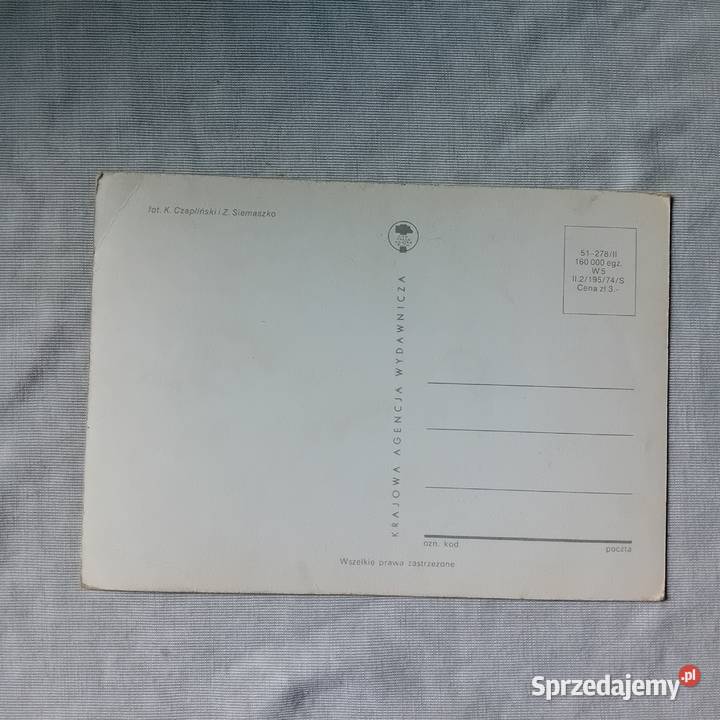 fot. K. Czapliński i Z. Siemaszko
KRAJOWA AGENCJA WYDAWNICZA
51–278/II
160 000 egz.
W 5
II.2/195/74/S
Cena zł 3.-
ozn. kod
poczta
Wszelkie prawa zastrzeżone
Sprzedajemy.pl